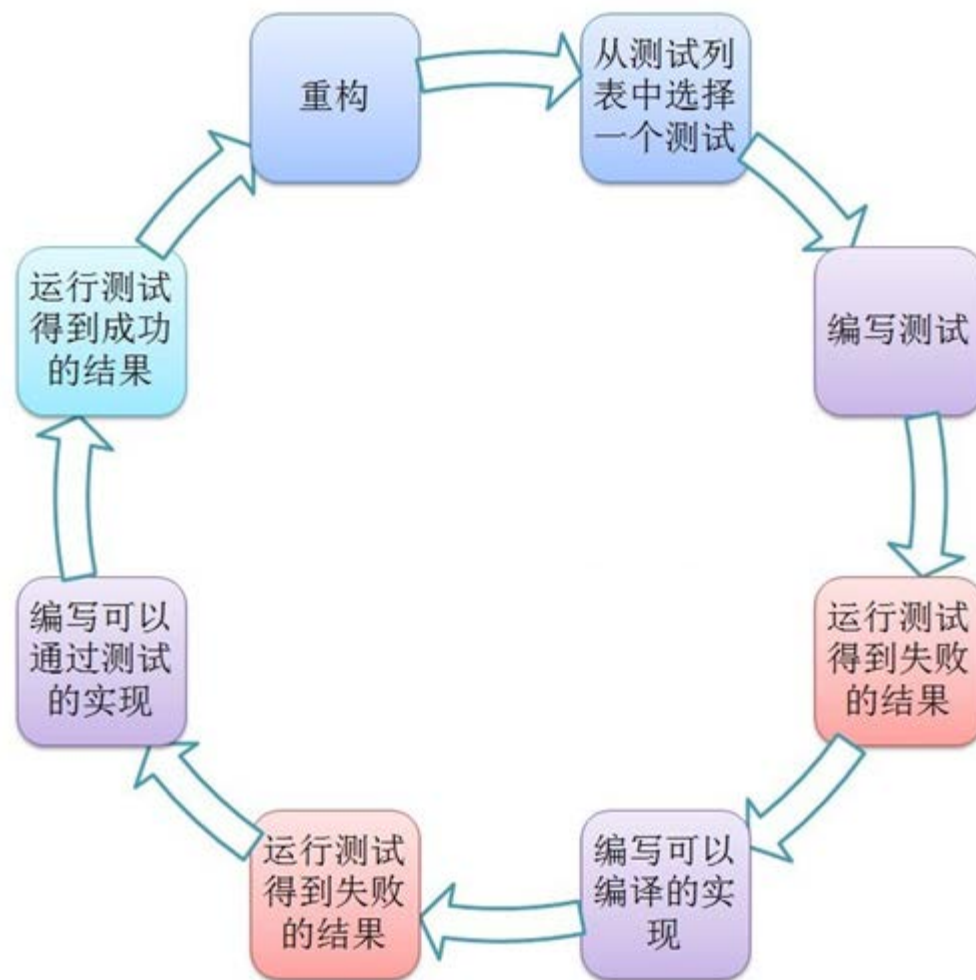 重构
从测试列
表中选择
一个测试
编写测试
运行测试
得到失败
的结果
编写可以
编译的实
现
运行测试
得到失败
的结果
编写可以
通过测试
的实现
运行测试
得到成功
的结果